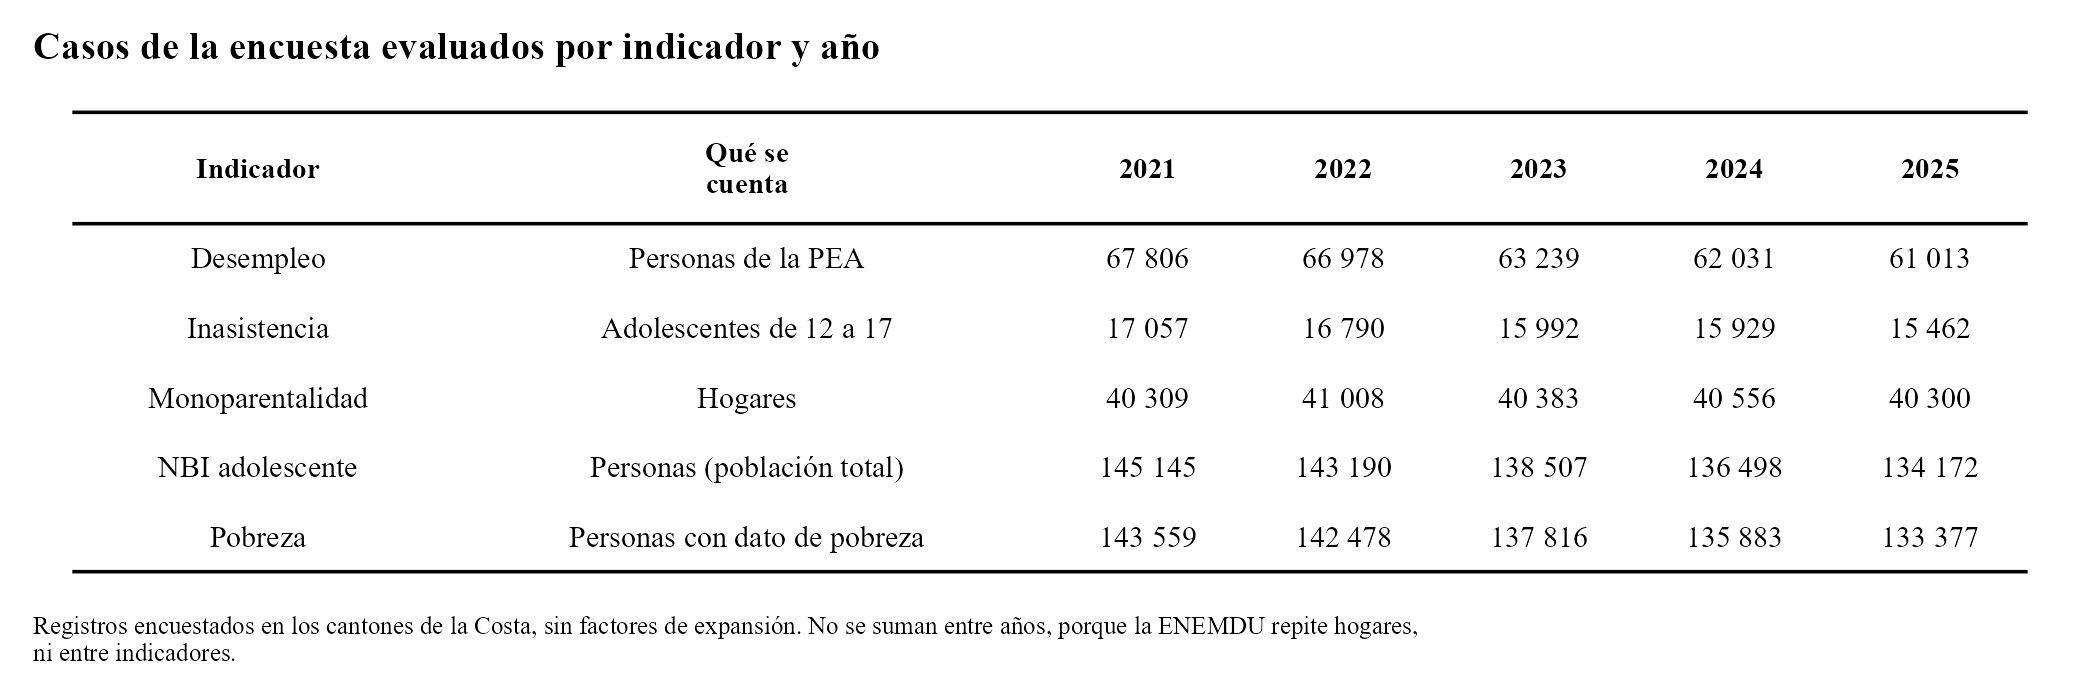 Casos de la encuesta evaluados por indicador y año
Indicador Qué se cuenta 2021 2022 2023 2024 2025
Desempleo Personas de la PEA 67 806 66 978 63 239 62 031 61 013
Inasistencia Adolescentes de 12 a 17 17 057 16 790 15 992 15 929 15 462
Monoparentalidad Hogares 40 309 41 008 40 383 40 556 40 300
NBI adolescente Personas (población total) 145 145 143 190 138 507 136 498 134 172
Pobreza Personas con dato de pobreza 143 559 142 478 137 816 135 883 133 377
Registros encuestados en los cantones de la Costa, sin factores de expansión. No se suman entre años, porque la ENEMDU repite hogares,
ni entre indicadores.